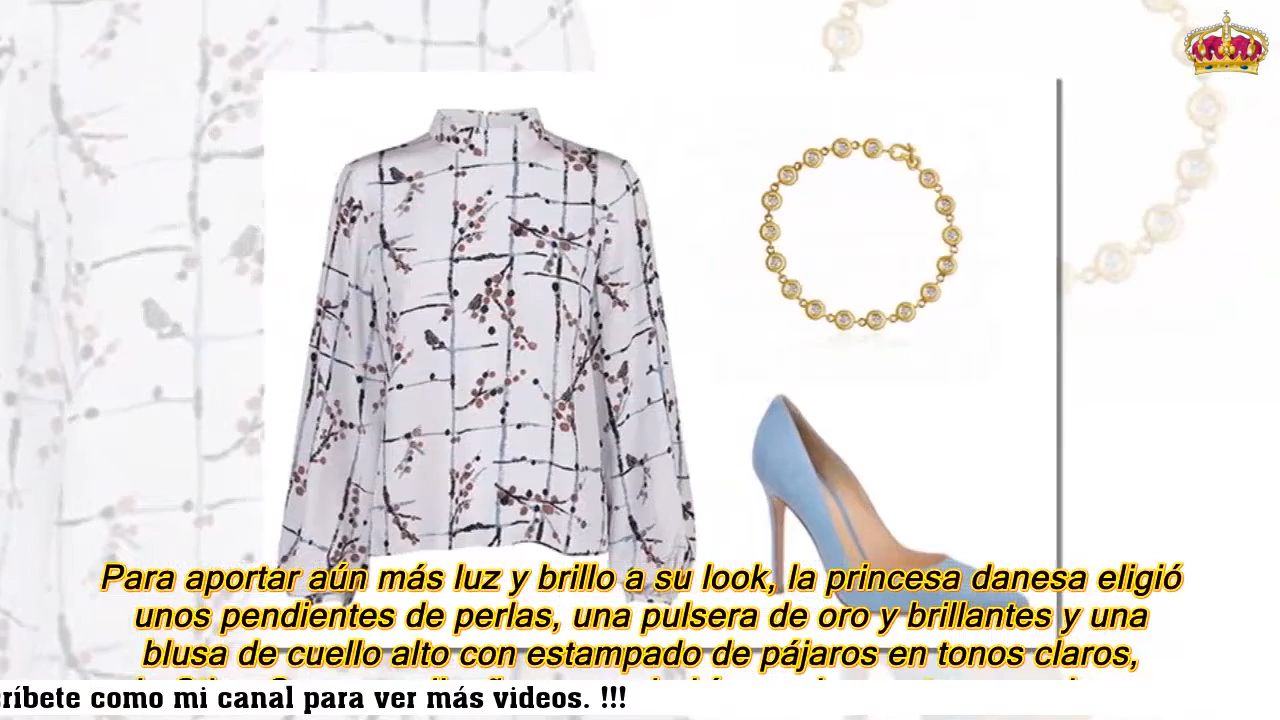 Para aportar aún más luz y brillo a su look, la princesa danesa eligió
unos pendientes de perlas, una pulsera de oro y brillantes y una
blusa de cuello alto con estampado de pájaros en tonos claros,
críbete como mi canal para ver más videos. !!!